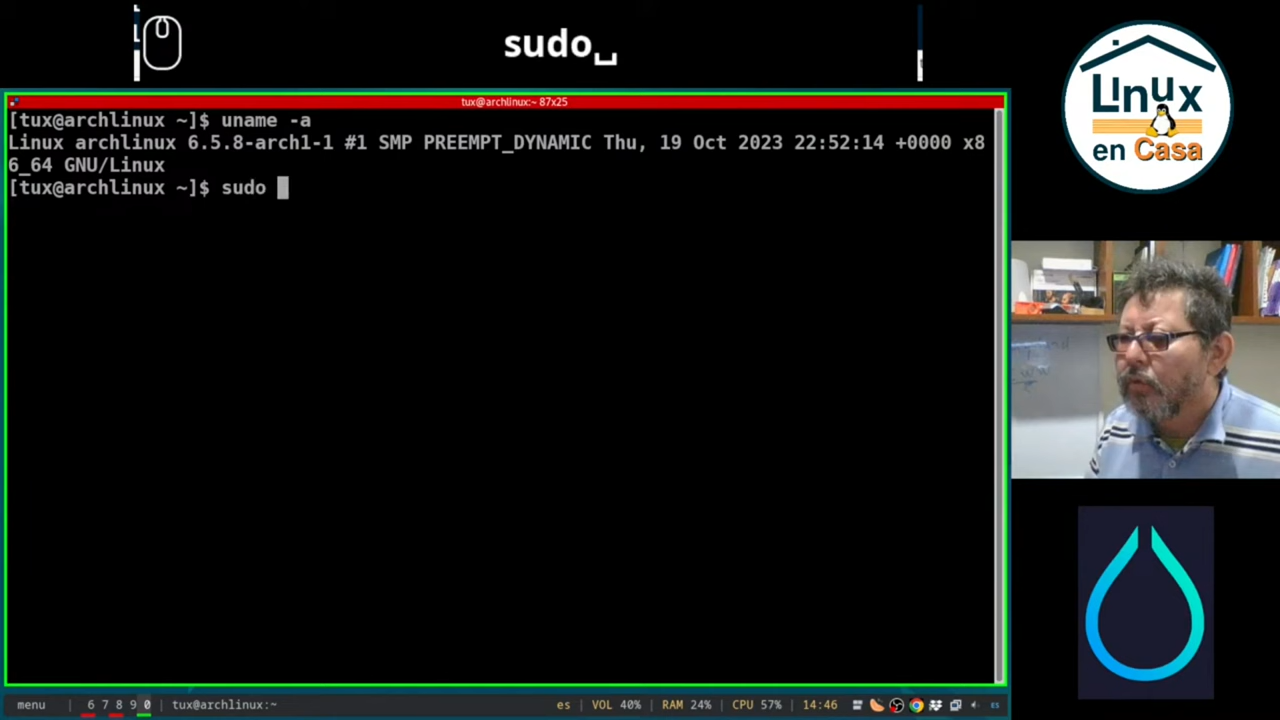 sudo␣
tux@archlinux:~ 87x25
[tux@archlinux ~]$ uname -a
Linux archlinux 6.5.8-arch1-1 #1 SMP PREEMPT_DYNAMIC Thu, 19 Oct 2023 22:52:14 +0000 x8
6_64 GNU/Linux
[tux@archlinux ~]$ sudo
Linux
en Casa
menu | 6 7 8 9 0 | tux@archlinux:~ es | VOL 40% | RAM 24% | CPU 57% | 14:46 ES